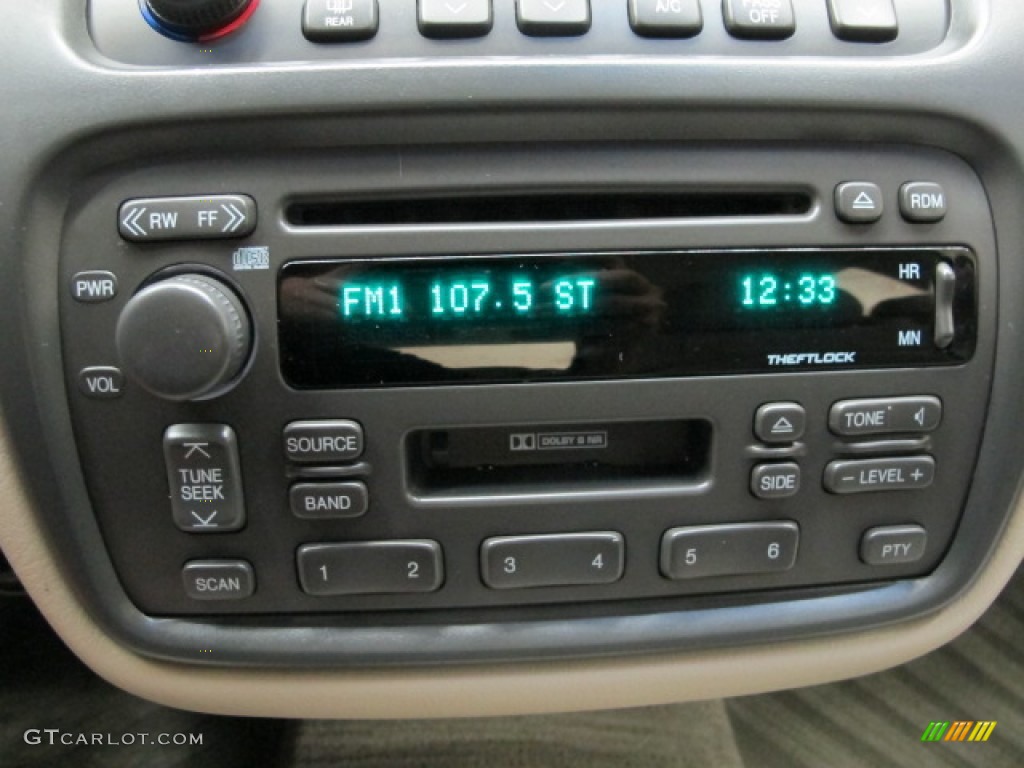 REAR
A/C
PASS
OFF
RW FF
RDM
PWR
FM1 107.5 ST 12:33
HR
MN
THEFTLOCK
VOL
SOURCE
DOLBY B NR
TONE
TUNE
SEEK
BAND
SIDE
- LEVEL +
SCAN
1 2
3 4
5 6
PTY
GTCARLOT.COM